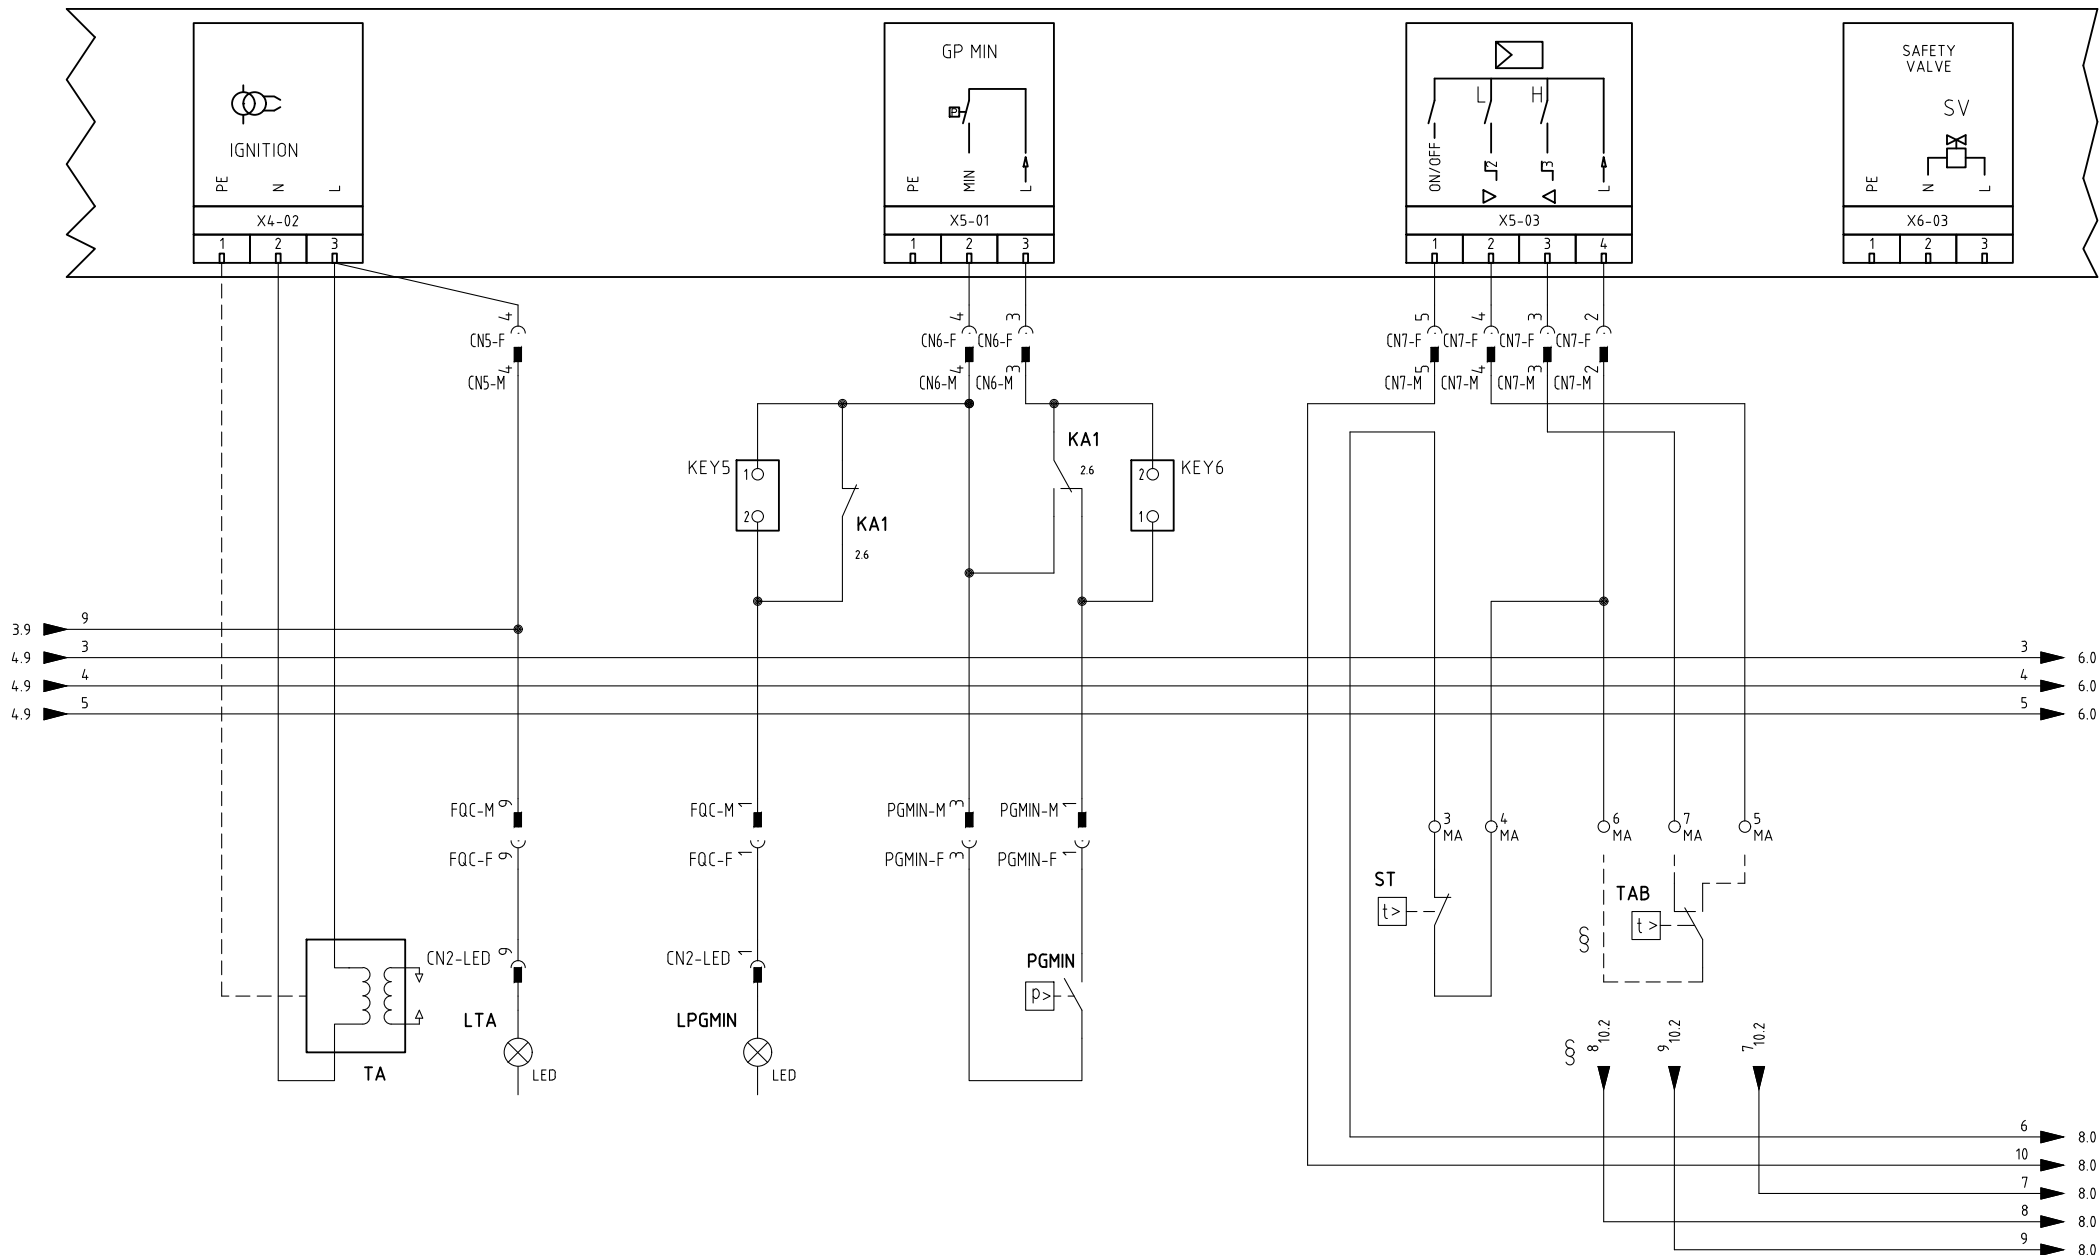 GP MIN
SAFETY
VALVE
L
H
SV
IGNITION
PE
N
L
PE
MIN
L
ON/OFF
2
3
L
PE
N
L
X4-02
X5-01
X5-03
X6-03
1 2 3
1 2 3
1 2 3 4
1 2 3
4
4
3
5
4
3
2
CN5-F
CN6-F
CN6-F
CN7-F
CN7-F
CN7-F
CN7-F
4
4
3
5
4
3
2
CN5-M
CN6-M
CN6-M
CN7-M
CN7-M
CN7-M
CN7-M
KEY5
1
2
KA1
2.6
KA1
2.6
2
1
KEY6
3.9 9
4.9 3
3 6.0
4.9 4
4 6.0
4.9 5
5 6.0
FQC-M 9
FQC-M 1
PGMIN-M 3
PGMIN-M 1
FQC-F 9
FQC-F 1
PGMIN-F 3
PGMIN-F 1
3
MA
4
MA
6
MA
7
MA
5
MA
ST
t>
TAB
t>
§
CN2-LED 9
CN2-LED 1
PGMIN
p>
LTA
LED
LPGMIN
LED
TA
§
8 10.2
9 10.2
7 10.2
6 8.0
10 8.0
7 8.0
8 8.0
9 8.0